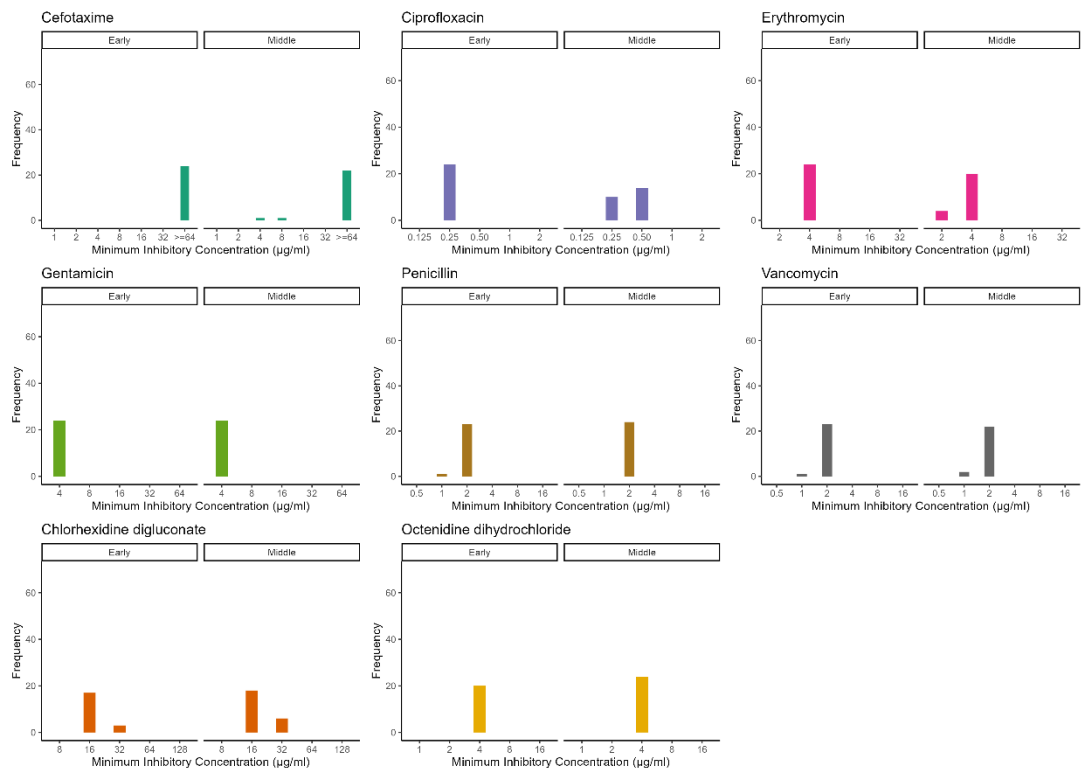 Cefotaxime
Early Middle
Frequency
60
40
20
0
1 2 4 8 16 32 >=64 1 2 4 8 16 32 >=64
Minimum Inhibitory Concentration (µg/ml)
Ciprofloxacin
Early Middle
Frequency
60
40
20
0
0.125 0.25 0.50 1 2 0.125 0.25 0.50 1 2
Minimum Inhibitory Concentration (µg/ml)
Erythromycin
Early Middle
Frequency
60
40
20
0
2 4 8 16 32 2 4 8 16 32
Minimum Inhibitory Concentration (µg/ml)
Gentamicin
Early Middle
Frequency
60
40
20
0
4 8 16 32 64 4 8 16 32 64
Minimum Inhibitory Concentration (µg/ml)
Penicillin
Early Middle
Frequency
60
40
20
0
0.5 1 2 4 8 16 0.5 1 2 4 8 16
Minimum Inhibitory Concentration (µg/ml)
Vancomycin
Early Middle
Frequency
60
40
20
0
0.5 1 2 4 8 16 0.5 1 2 4 8 16
Minimum Inhibitory Concentration (µg/ml)
Chlorhexidine digluconate
Early Middle
Frequency
60
40
20
0
8 16 32 64 128 8 16 32 64 128
Minimum Inhibitory Concentration (µg/ml)
Octenidine dihydrochloride
Early Middle
Frequency
60
40
20
0
1 2 4 8 16 1 2 4 8 16
Minimum Inhibitory Concentration (µg/ml)